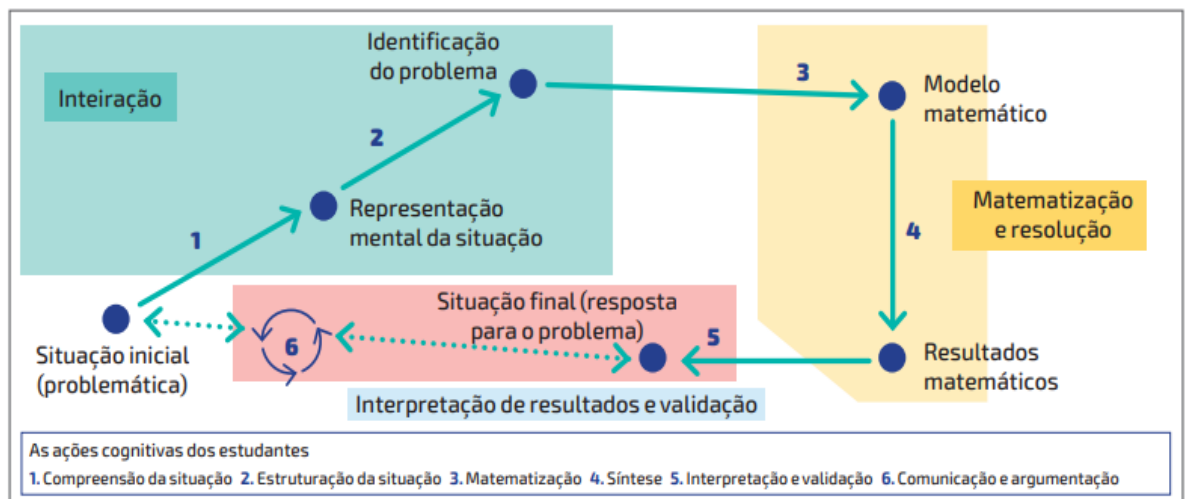 Identificação
do problema
Inteiração
3
Modelo
matemático
2
Representação
mental da situação
1
Matematização
e resolução
4
Situação final (resposta
para o problema)
6
5
Situação inicial
(problemática)
Resultados
matemáticos
Interpretação de resultados e validação
As ações cognitivas dos estudantes
1. Compreensão da situação 2. Estruturação da situação 3. Matematização 4. Síntese 5. Interpretação e validação 6. Comunicação e argumentação